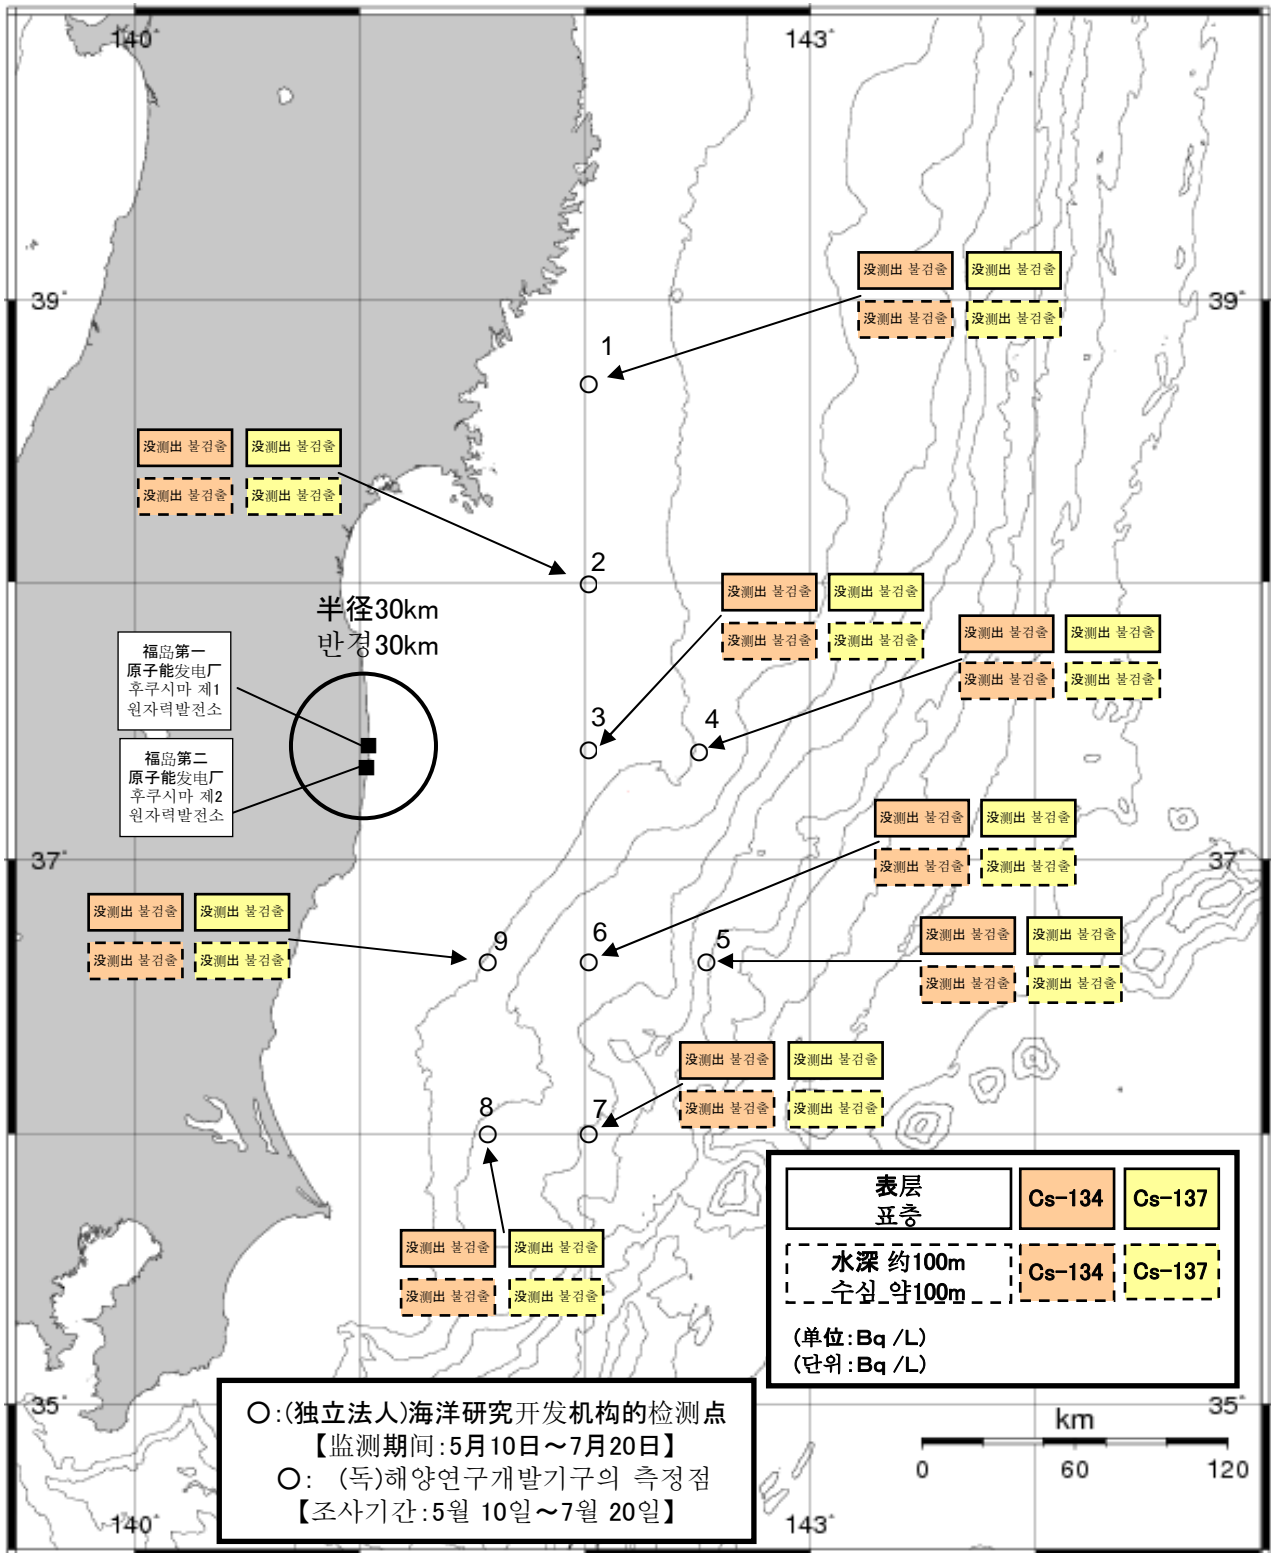 140°
143°
没测出 불검출
没测出 불검출
39°
39°
没测出 불검출
没测出 불검출
1
没测出 불검출
没测出 불검출
没测出 불검출
没测出 불검출
2
没测出 불검출
没测出 불검출
半径30km
반경30km
没测出 불검출
没测出 불검출
没测出 불검출
没测出 불검출
福岛第一
原子能发电厂
후쿠시마 제1
원자력발전소
没测出 불검출
没测出 불검출
3
4
福岛第二
原子能发电厂
후쿠시마 제2
원자력발전소
没测出 불검출
没测出 불검출
37°
37°
没测出 불검출
没测出 불검출
没测出 불검출
没测出 불검출
没测出 불검출
没测出 불검출
9
6
5
没测出 불검출
没测出 불검출
没测出 불검출
没测出 불검출
没测出 불검출
没测出 불검출
8
7
没测出 불검출
没测出 불검출
没测出 불검출
没测出 불검출
没测出 불검출
没测出 불검출
表层
표층
Cs-134
Cs-137
水深 约100m
수심 약100m
Cs-134
Cs-137
(单位:Bq /L)
(단위:Bq /L)
○:(独立法人)海洋研究开发机构的检测点
【监测期间:5月10日～7月20日】
○: (독)해양연구개발기구의 측정점
【조사기간:5월 10일～7월 20일】
35°
35°
km
0
60
120
140°
143°